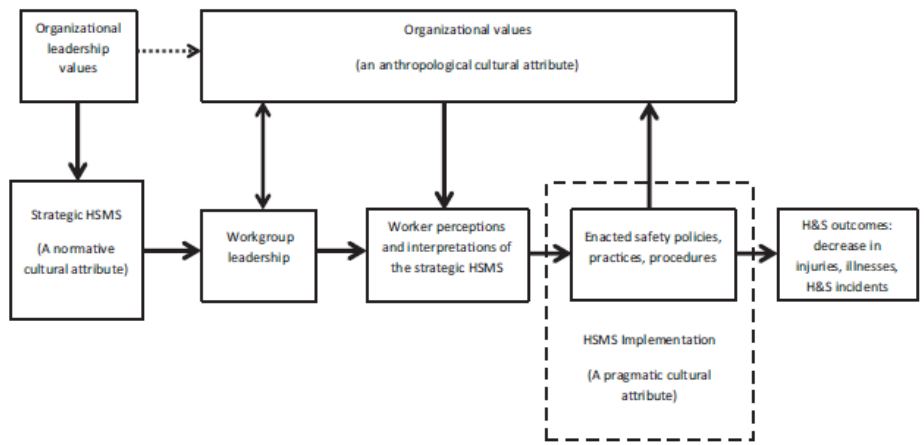 Organizational
leadership
values
Organizational values
(an anthropological cultural attribute)
Strategic HSMS
(A normative
cultural attribute)
Workgroup
leadership
Worker perceptions
and interpretations of
the strategic HSMS
Enacted safety policies,
practices, procedures
H&S outcomes:
decrease in
injuries, illnesses,
H&S incidents
HSMS Implementation
(A pragmatic cultural
attribute)